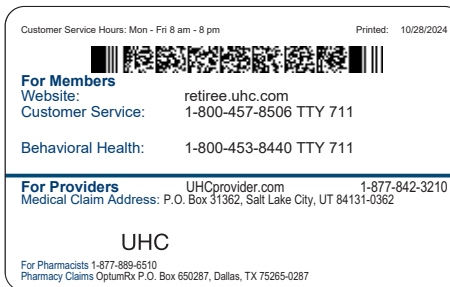 Customer Service Hours: Mon - Fri 8 am - 8 pm Printed: 10/28/2024
For Members
Website: retiree.uhc.com
Customer Service: 1-800-457-8506 TTY 711
Behavioral Health: 1-800-453-8440 TTY 711
For Providers UHCprovider.com 1-877-842-3210
Medical Claim Address: P.O. Box 31362, Salt Lake City, UT 84131-0362
UHC
For Pharmacists 1-877-889-6510
Pharmacy Claims OptumRx P.O. Box 650287, Dallas, TX 75265-0287